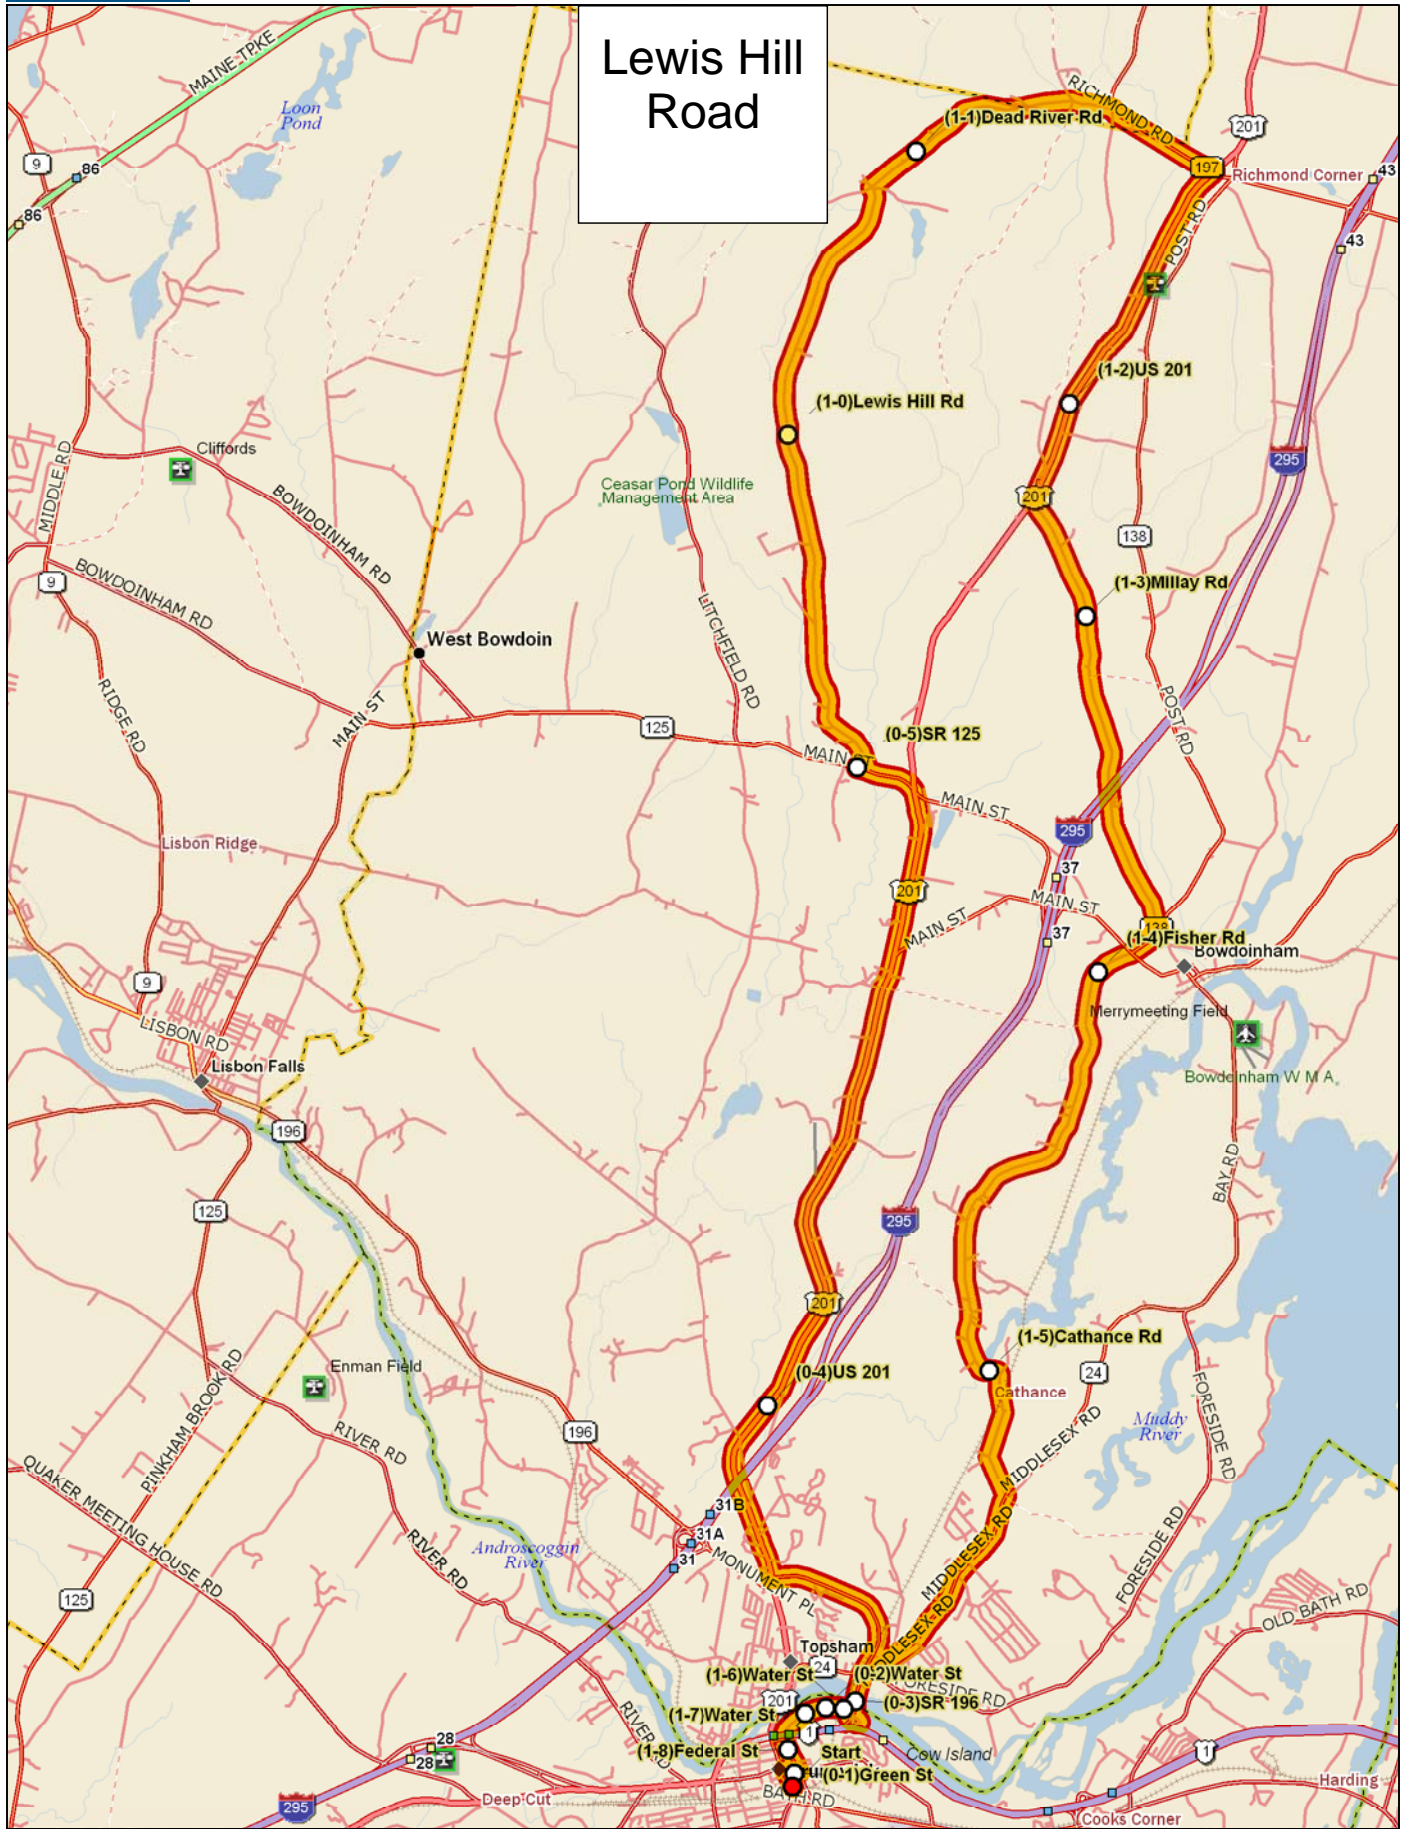 Lewis Hill
Road
MAINE TPKE
Loon
Pond
9
86
86
RICHMOND RD
(1-1)Dead River Rd
201
197
Richmond Corner
43
43
POST RD
(1-2)US 201
(1-0)Lewis Hill Rd
Cliffords
MIDDLE RD
BOWDOINHAM RD
Ceasar Pond Wildlife
Management Area
295
201
138
9
BOWDOINHAM RD
(1-3)Millay Rd
LITCHFIELD RD
West Bowdoin
RIDGE RD
MAIN ST
125
POST RD
(0-5)SR 125
MAIN ST
MAIN ST
295
Lisbon Ridge
37
201
MAIN ST
MAIN ST
37
138
(1-4)Fisher Rd
Bowdoinham
9
LISBON RD
Merrymeeting Field
Lisbon Falls
Bowdoinham W M A
196
BAY RD
125
295
201
(1-5)Cathance Rd
Enman Field
(0-4)US 201
24
Cathance
PINKHAM BROOK RD
FORESIDE RD
Muddy
River
MIDDLESEX RD
196
RIVER RD
QUAKER MEETING HOUSE RD
31B
31A
31
MONUMENT PL
MIDDLESEX RD
Androscoggin
River
RIVER RD
FORESIDE RD
125
OLD BATH RD
Topsham
24
(1-6)Water St
(0-2)Water St
FORESIDE RD
201
(0-3)SR 196
(1-7)Water St
RIVER RD
1
28
28
(1-8)Federal St
Start
Cow Island
1
(0-1)Green St
BATH RD
Harding
295
Deep Cut
Cooks Corner